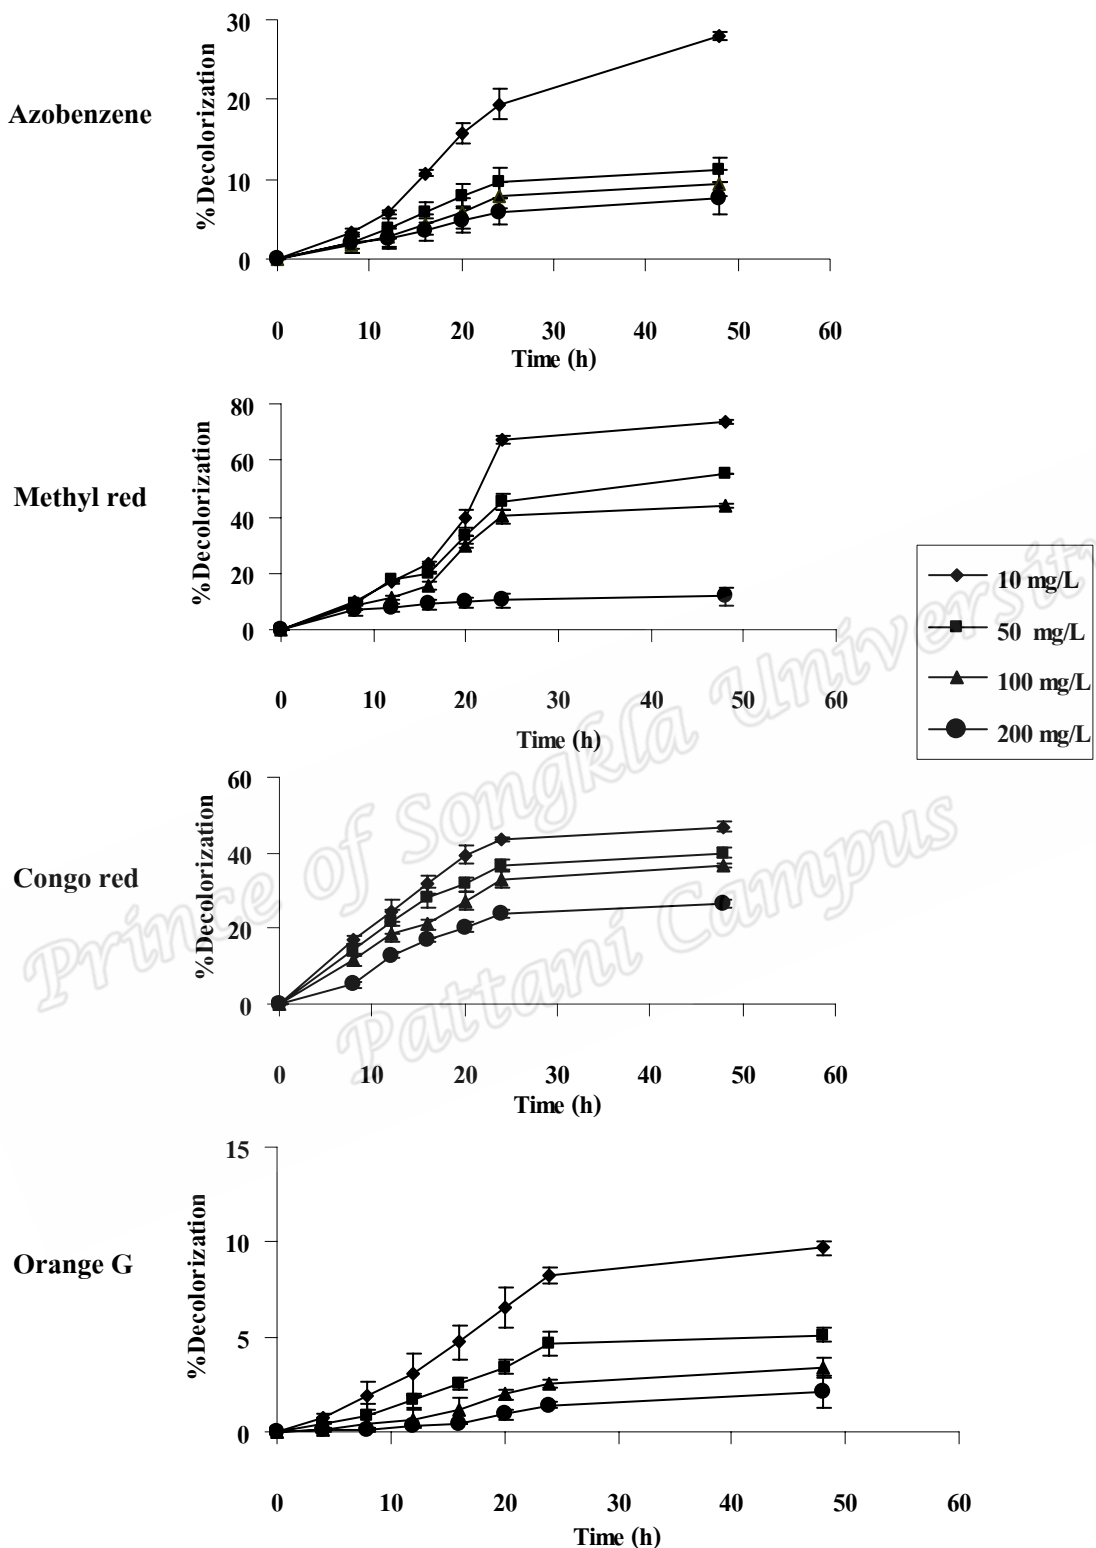 Azobenzene
%Decolorization
30
20
10
0
0 10 20 30 40 50 60
Time (h)
Methyl red
%Decolorization
80
60
40
20
0
0 10 20 30 40 50 60
Time (h)
10 mg/L
50 mg/L
100 mg/L
200 mg/L
Congo red
%Decolorization
60
40
20
0
0 10 20 30 40 50 60
Time (h)
Orange G
%Decolorization
15
10
5
0
0 10 20 30 40 50 60
Time (h)
Prince of Songkla University
Pattani Campus